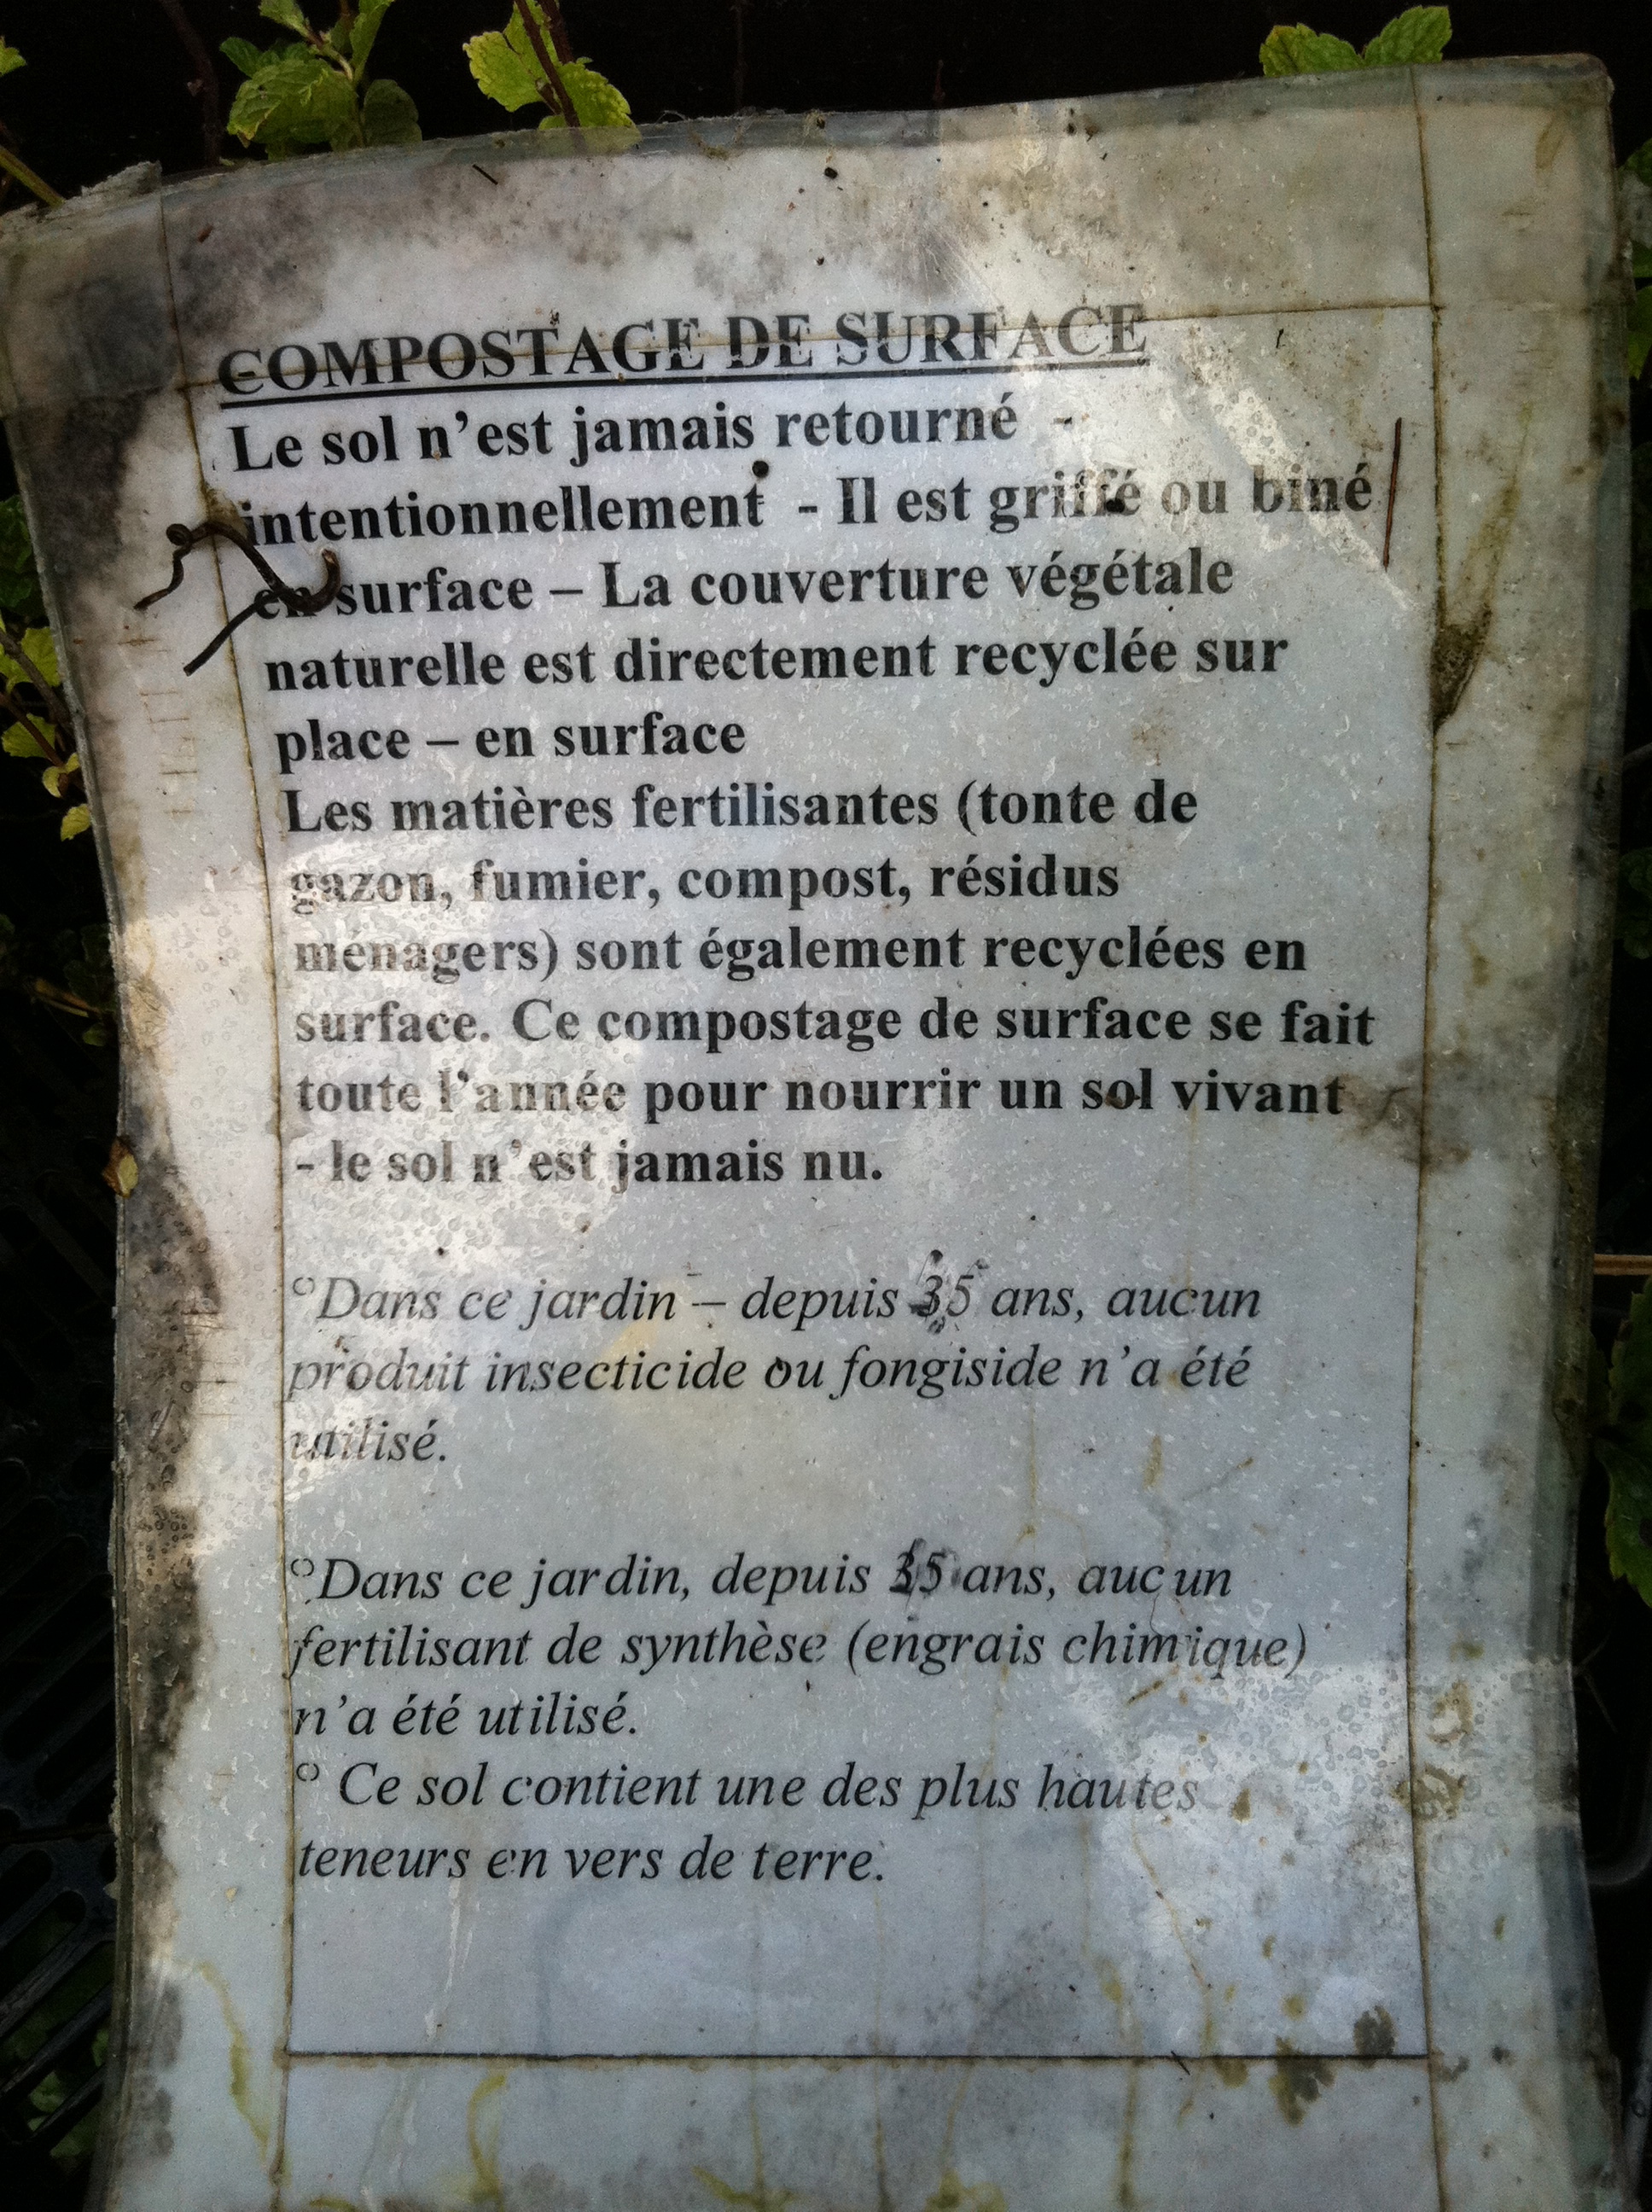 COMPOSTAGE DE SURFACE
Le sol n'est jamais retourné -
intentionnellement - Il est griffé ou biné
en surface – La couverture végétale
naturelle est directement recyclée sur
place – en surface
Les matières fertilisantes (tonte de
gazon, fumier, compost, résidus
ménagers) sont également recyclées en
surface. Ce compostage de surface se fait
toute l'année pour nourrir un sol vivant
- le sol n'est jamais nu.
°Dans ce jardin – depuis 35 ans, aucun
produit insecticide ou fongiside n'a été
utilisé.
°Dans ce jardin, depuis 35 ans, aucun
fertilisant de synthèse (engrais chimique)
n'a été utilisé.
° Ce sol contient une des plus hautes
teneurs en vers de terre.